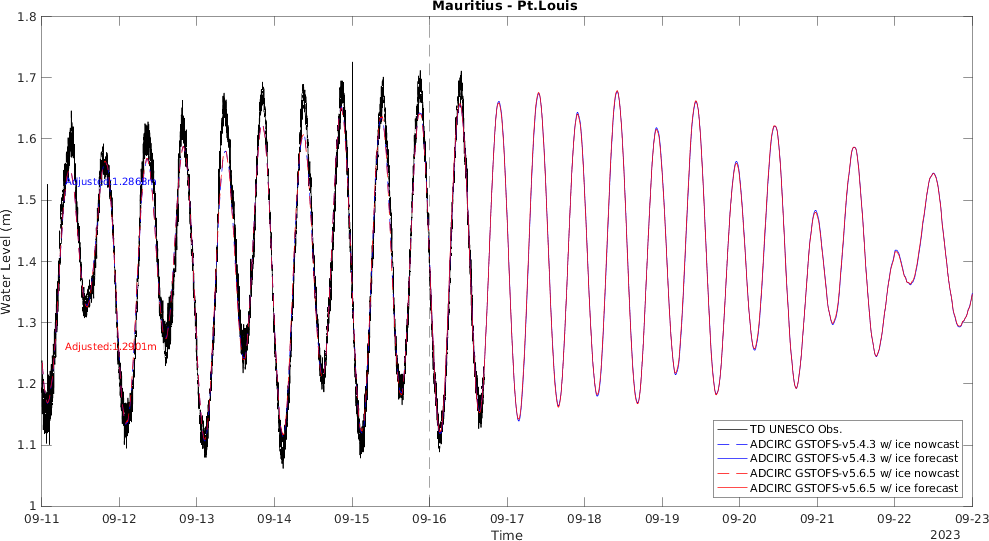 Mauritius - Pt.Louis
1.8
1.7
1.6
1.5
1.4
1.3
1.2
1.1
1
Water Level (m)
Adjusted:1.2868m
Adjusted:1.2901m
TD UNESCO Obs.
ADCIRC GSTOFS-v5.4.3 w/ ice nowcast
ADCIRC GSTOFS-v5.4.3 w/ ice forecast
ADCIRC GSTOFS-v5.6.5 w/ ice nowcast
ADCIRC GSTOFS-v5.6.5 w/ ice forecast
09-11 09-12 09-13 09-14 09-15 09-16 09-17 09-18 09-19 09-20 09-21 09-22 09-23
Time
2023